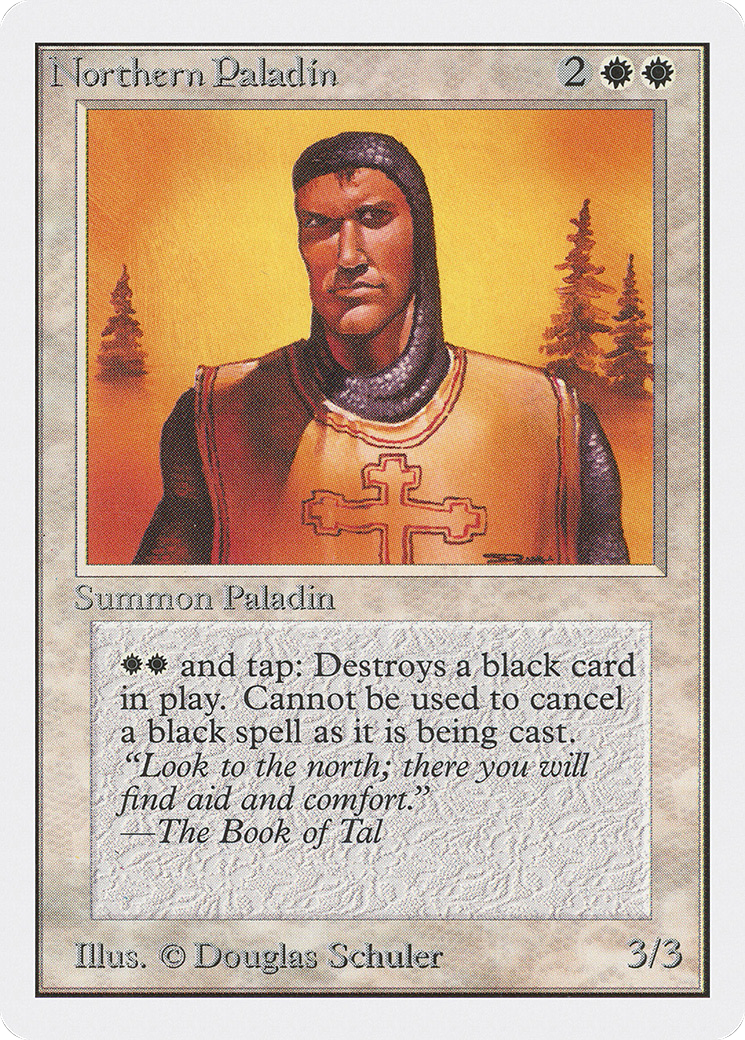 Northern Paladin 2
Summon Paladin
and tap: Destroys a black card
in play. Cannot be used to cancel
a black spell as it is being cast.
“Look to the north; there you will
find aid and comfort.”
—The Book of Tal
Illus. © Douglas Schuler 3/3